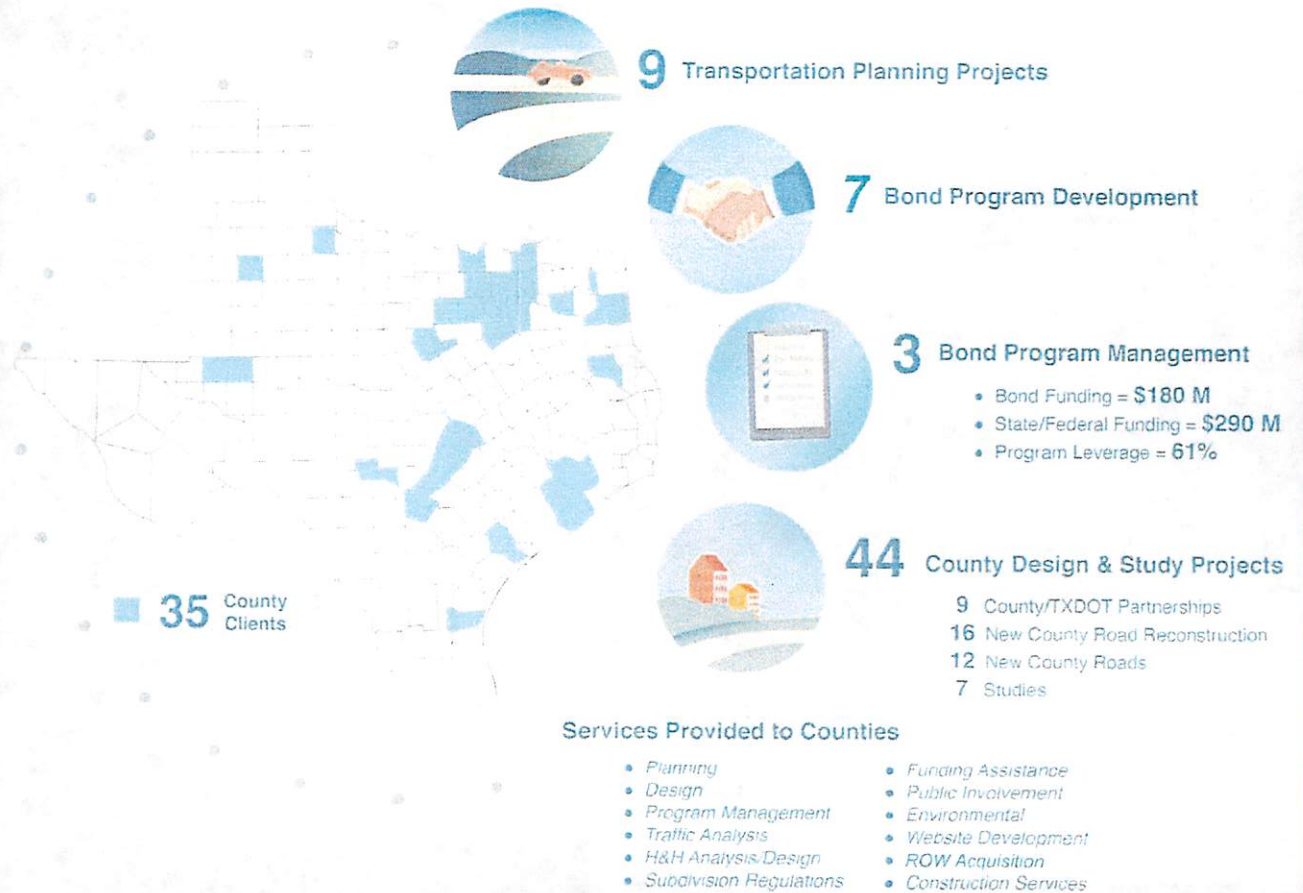 9 Transportation Planning Projects
7 Bond Program Development
3 Bond Program Management
• Bond Funding = $180 M
• State/Federal Funding = $290 M
• Program Leverage = 61%
44 County Design & Study Projects
9 County/TXDOT Partnerships
16 New County Road Reconstruction
12 New County Roads
7 Studies
35 County
Clients
Services Provided to Counties
• Planning
• Design
• Program Management
• Traffic Analysis
• H&H Analysis/Design
• Subdivision Regulations
• Funding Assistance
• Public Involvement
• Environmental
• Website Development
• ROW Acquisition
• Construction Services